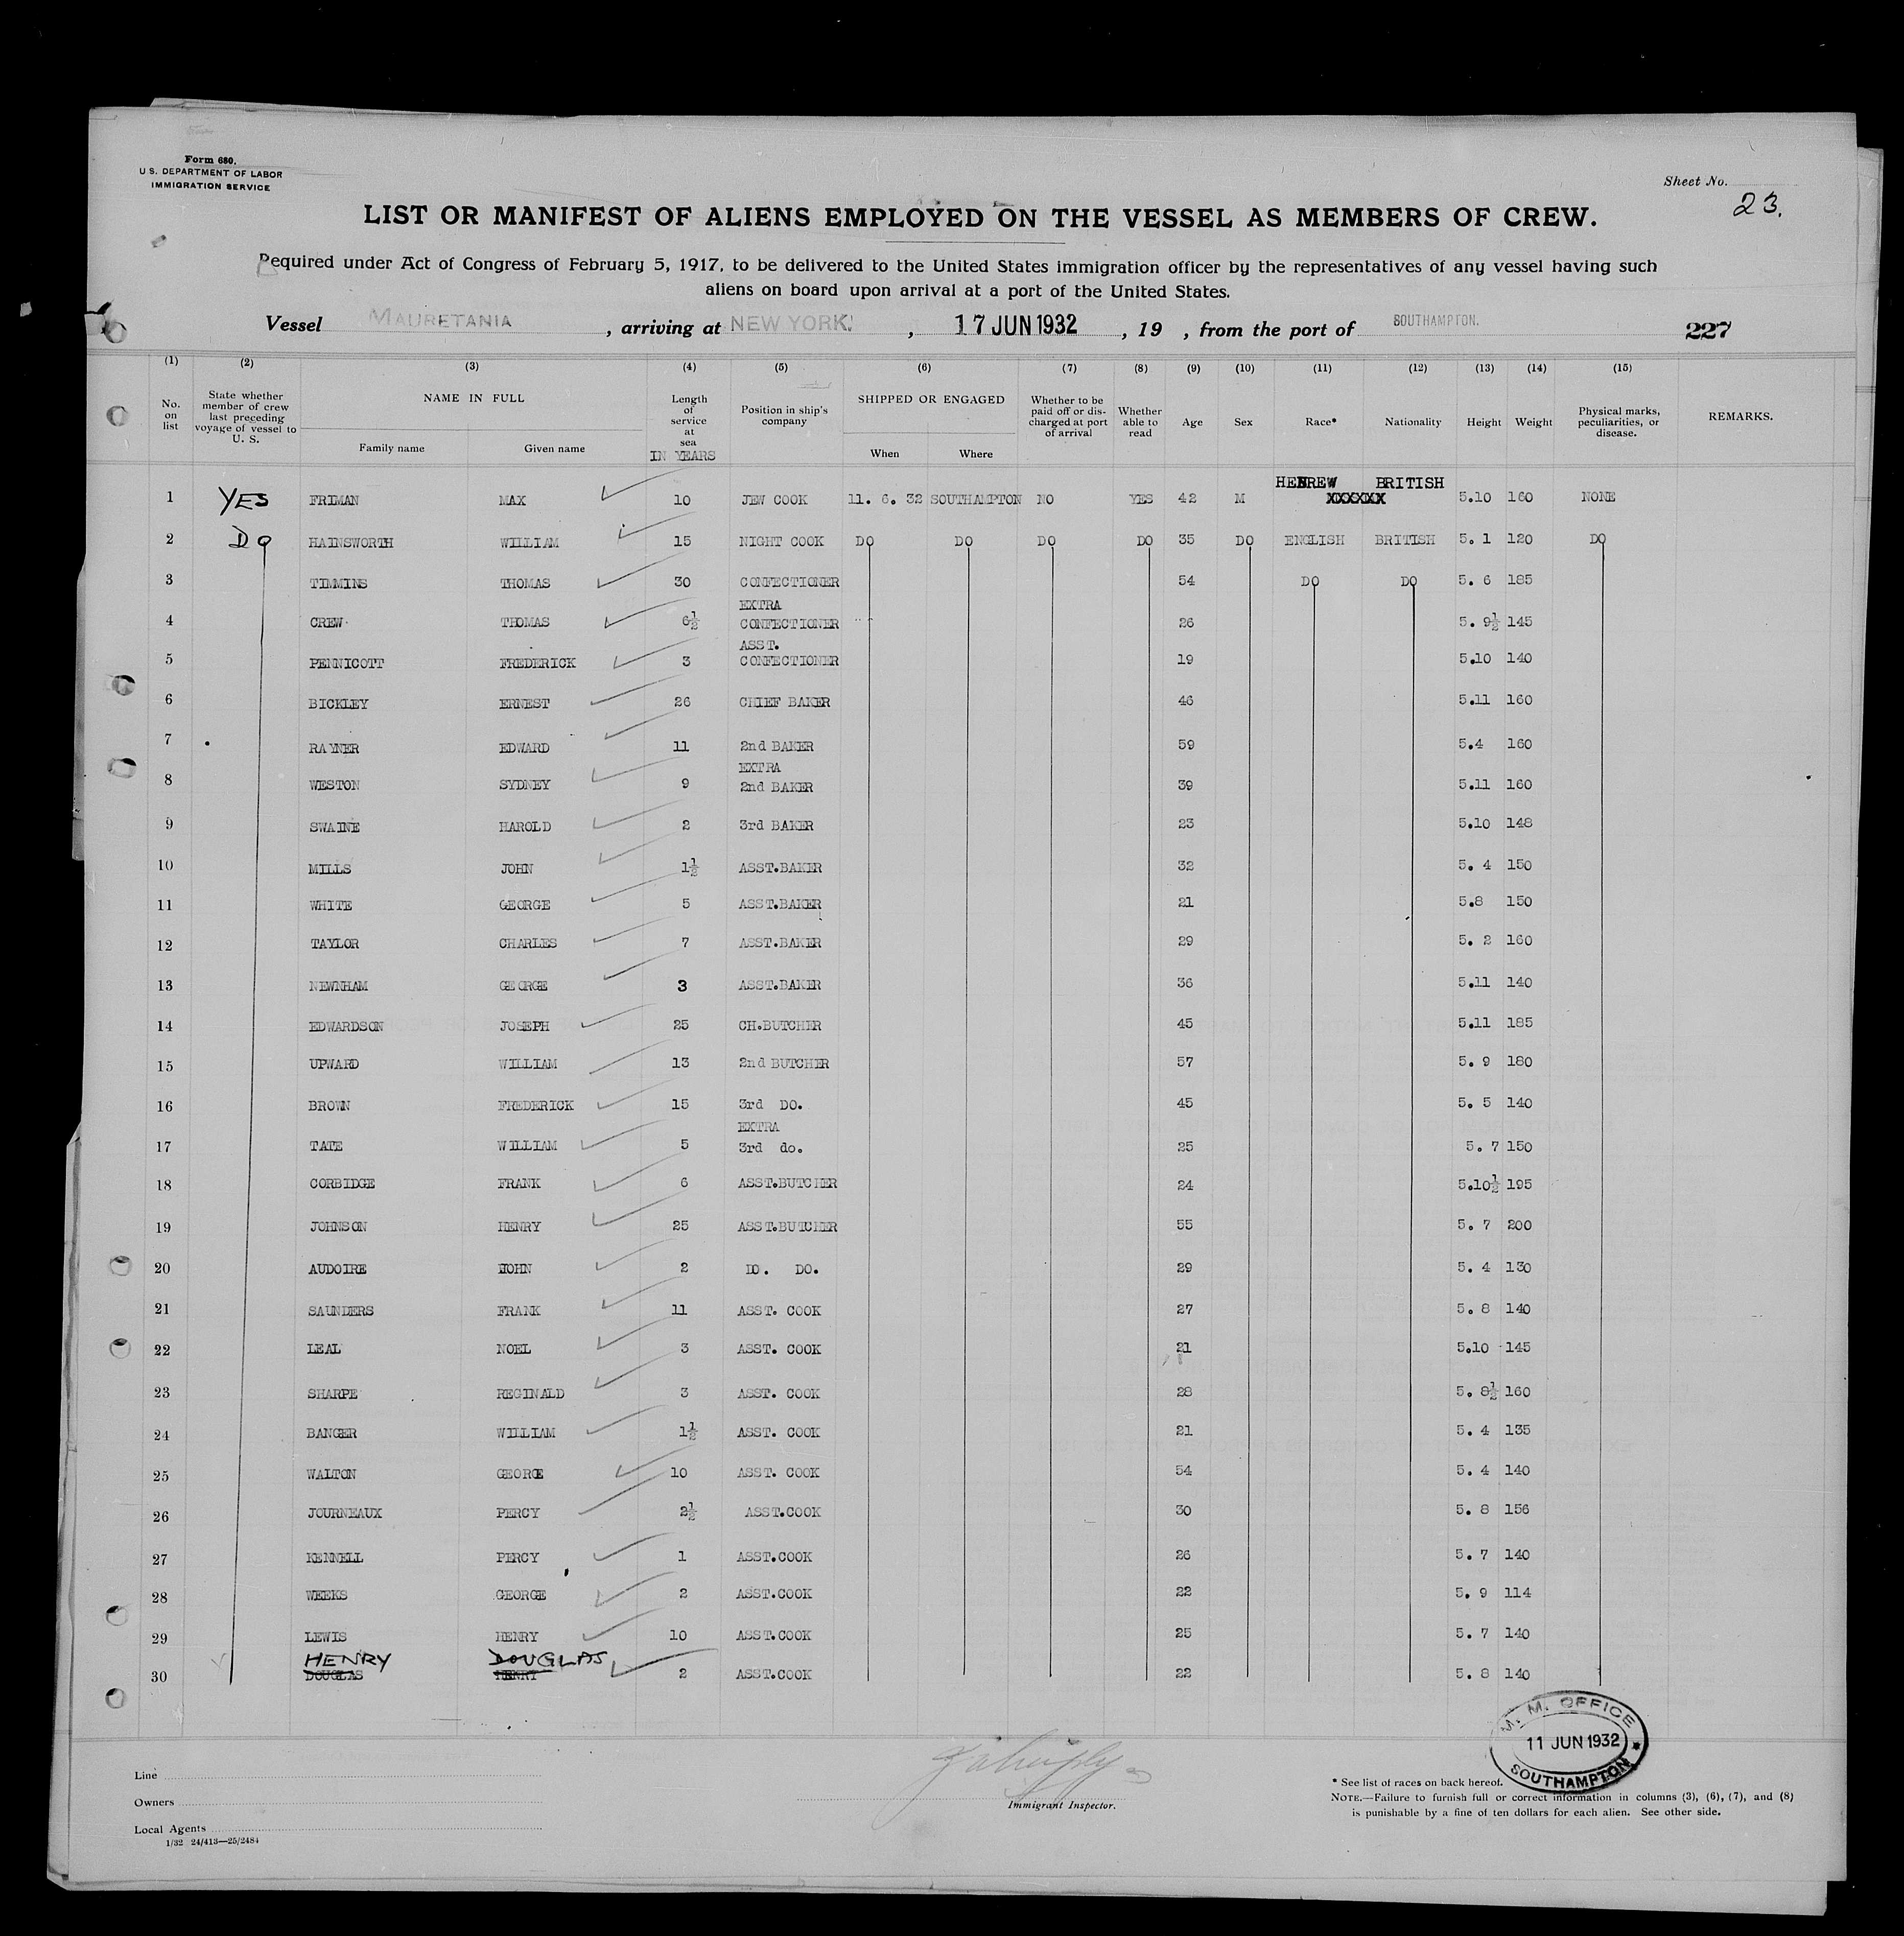 Form 680.
U.S. DEPARTMENT OF LABOR
IMMIGRATION SERVICE
Sheet No.
23.
LIST OR MANIFEST OF ALIENS EMPLOYED ON THE VESSEL AS MEMBERS OF CREW.
Required under Act of Congress of February 5, 1917, to be delivered to the United States immigration officer by the representatives of any vessel having such
aliens on board upon arrival at a port of the United States.
Vessel MAURETANIA , arriving at NEW YORK. , 17 JUN 1932 , 19 , from the port of SOUTHAMPTON. 227
(1) (2) (3) (4) (5) (6) (7) (8) (9) (10) (11) (12) (13) (14) (15)
No. on list State whether member of crew last preceding voyage of vessel to U. S. NAME IN FULL Family name Given name Length of service at sea IN YEARS Position in ship's company SHIPPED OR ENGAGED When Where Whether to be paid off or discharged at port of arrival Whether able to read Age Sex Race* Nationality Height Weight Physical marks, peculiarities, or disease. REMARKS.
HEBREW BRITISH
1 YES FRIMAN MAX 10 JEW COOK 11. 6. 32 SOUTHAMPTON NO YES 42 M XXXXXX 5.10 160 NONE
2 DO HAINSWORTH WILLIAM 15 NIGHT COOK DO DO DO DO 35 DO ENGLISH BRITISH 5. 1 120 DO
3 TIMMINS THOMAS 30 CONFECTIONER 54 DO DO 5. 6 185
EXTRA
4 CREW THOMAS 6½ CONFECTIONER 26 5. 9½ 145
ASST.
5 PENNICOTT FREDERICK 3 CONFECTIONER 19 5.10 140
6 BICKLEY ERNEST 26 CHIEF BAKER 46 5.11 160
7 RAYNER EDWARD 11 2nd BAKER 59 5.4 160
EXTRA
8 WESTON SYDNEY 9 2nd BAKER 39 5.11 160
9 SWAINE HAROLD 2 3rd BAKER 23 5.10 148
10 MILLS JOHN 1½ ASST.BAKER 32 5. 4 150
11 WHITE GEORGE 5 ASST.BAKER 21 5.8 150
12 TAYLOR CHARLES 7 ASST.BAKER 29 5. 2 160
13 NEWNHAM GEORGE 3 ASST.BAKER 36 5.11 140
14 EDWARDSON JOSEPH 25 CH.BUTCHER 45 5.11 185
15 UPWARD WILLIAM 13 2nd BUTCHER 57 5. 9 180
16 BROWN FREDERICK 15 3rd DO. 45 5. 5 140
EXTRA
17 TATE WILLIAM 5 3rd do. 25 5. 7 150
18 CORBIDGE FRANK 6 ASST.BUTCHER 24 5.10½ 195
19 JOHNSON HENRY 25 ASST.BUTCHER 55 5. 7 200
20 AUDOIRE JOHN 2 DO. DO. 29 5. 4 130
21 SAUNDERS FRANK 11 ASST. COOK 27 5. 8 140
22 LEAL NOEL 3 ASST. COOK 21 5.10 145
23 SHARPE REGINALD 3 ASST. COOK 28 5. 8½ 160
24 BANGER WILLIAM 1½ ASST. COOK 21 5. 4 135
25 WALTON GEORGE 10 ASST. COOK 54 5. 4 140
26 JOURNEAUX PERCY 2½ ASST.COOK 30 5. 8 156
27 KENNELL PERCY 1 ASST.COOK 26 5. 7 140
28 WEEKS GEORGE 2 ASST.COOK 22 5. 9 114
29 LEWIS HENRY 10 ASST.COOK 25 5. 7 140
HENRY DOUGLAS
30 DOUGLAS HENRY 2 ASST.COOK 22 5. 8 140
M. M. OFFICE
11 JUN 1932
SOUTHAMPTON
Line
Owners
Local Agents
1/32 24/413—25/2484
Immigrant Inspector.
* See list of races on back hereof.
NOTE.—Failure to furnish full or correct information in columns (3), (6), (7), and (8)
is punishable by a fine of ten dollars for each alien. See other side.